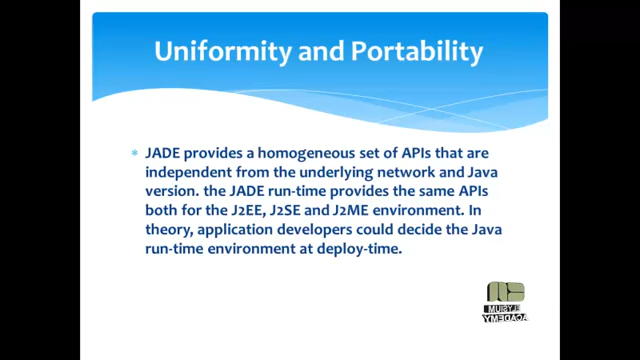 Uniformity and Portability
JADE provides a homogeneous set of APIs that are
independent from the underlying network and Java
version. the JADE run-time provides the same APIs
both for the J2EE, J2SE and J2ME environment. In
theory, application developers could decide the Java
run-time environment at deploy-time.